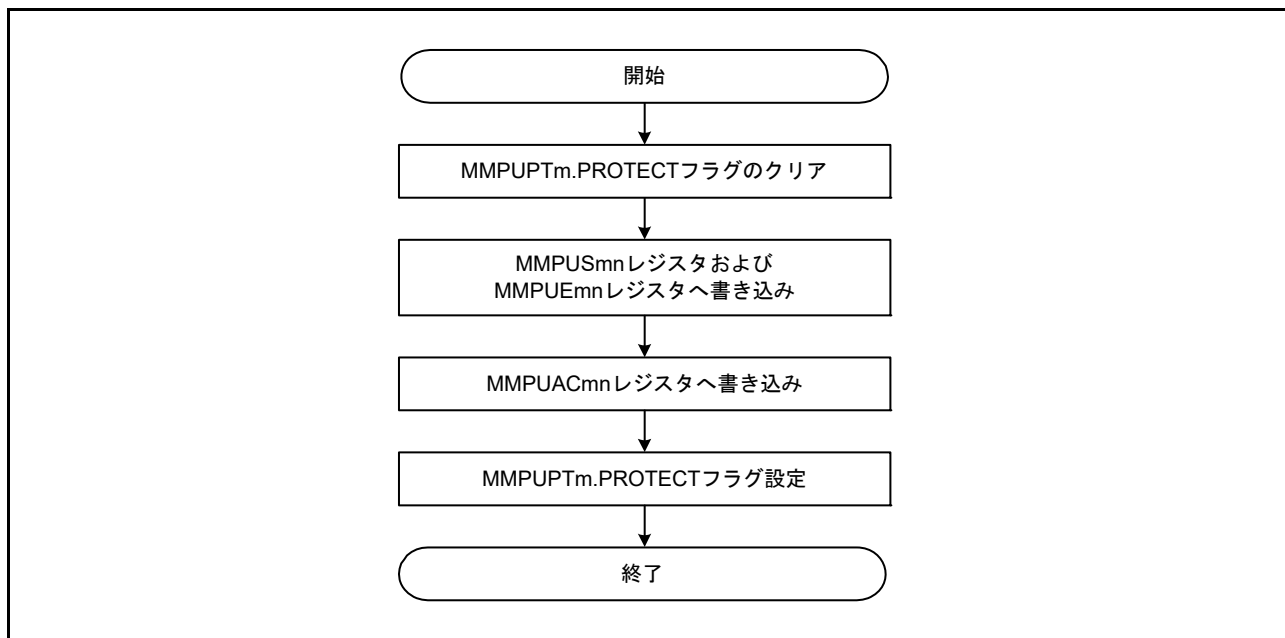 開始
MMPUPTm.PROTECTフラグのクリア
MMPUSmnレジスタおよび
MMPUEmnレジスタへ書き込み
MMPUACmnレジスタへ書き込み
MMPUPTm.PROTECTフラグ設定
終了